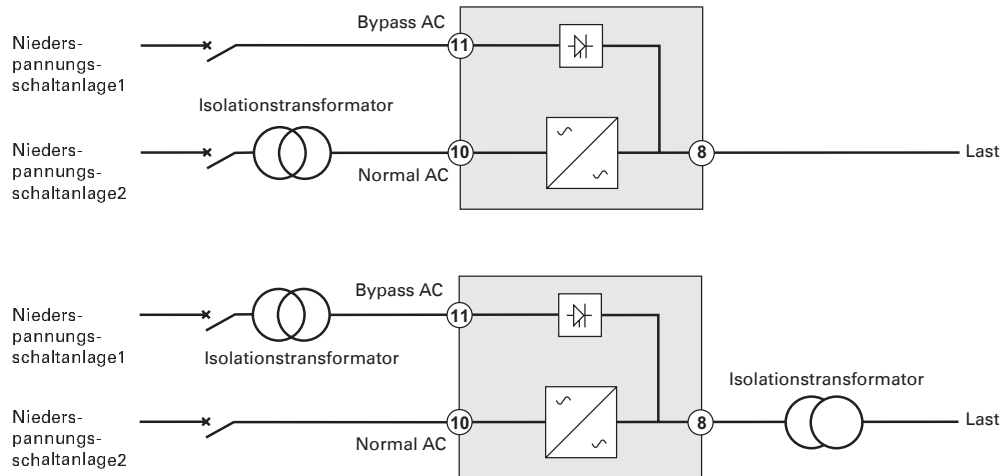 Bypass AC
Nieders-
pannungs-
schaltanlage1
11
Isolationstransformator
Nieders-
pannungs-
schaltanlage2
10
Normal AC
8
Last
Bypass AC
Nieders-
pannungs-
schaltanlage1
11
Isolationstransformator
Isolationstransformator
Nieders-
pannungs-
schaltanlage2
10
Normal AC
8
Last